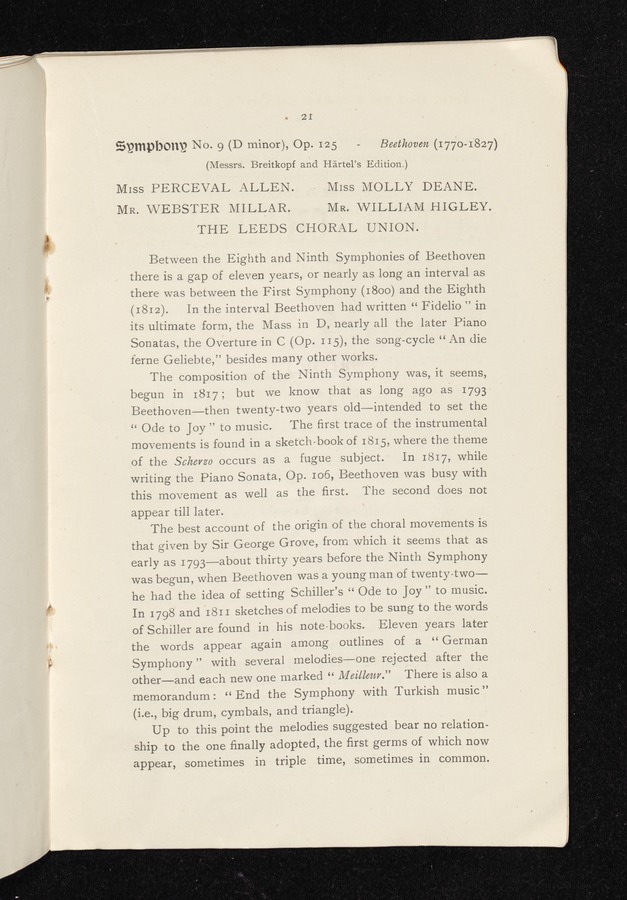 21
Symphony No. 9 (D minor), Op. 125 - Beethoven (1770-1827)
(Messrs. Breitkopf and Härtel's Edition.)
Miss PERCEVAL ALLEN. Miss MOLLY DEANE.
Mr. WEBSTER MILLAR. Mr. WILLIAM HIGLEY.
THE LEEDS CHORAL UNION.
Between the Eighth and Ninth Symphonies of Beethoven
there is a gap of eleven years, or nearly as long an interval as
there was between the First Symphony (1800) and the Eighth
(1812). In the interval Beethoven had written "Fidelio" in
its ultimate form, the Mass in D, nearly all the later Piano
Sonatas, the Overture in C (Op. 115), the song-cycle "An die
ferne Geliebte," besides many other works.
The composition of the Ninth Symphony was, it seems,
begun in 1817; but we know that as long ago as 1793
Beethoven—then twenty-two years old—intended to set the
"Ode to Joy" to music. The first trace of the instrumental
movements is found in a sketch-book of 1815, where the theme
of the Scherzo occurs as a fugue subject. In 1817, while
writing the Piano Sonata, Op. 106, Beethoven was busy with
this movement as well as the first. The second does not
appear till later.
The best account of the origin of the choral movements is
that given by Sir George Grove, from which it seems that as
early as 1793—about thirty years before the Ninth Symphony
was begun, when Beethoven was a young man of twenty-two—
he had the idea of setting Schiller's "Ode to Joy" to music.
In 1798 and 1811 sketches of melodies to be sung to the words
of Schiller are found in his note-books. Eleven years later
the words appear again among outlines of a "German
Symphony" with several melodies—one rejected after the
other—and each new one marked "Meilleur." There is also a
memorandum: "End the Symphony with Turkish music"
(i.e., big drum, cymbals, and triangle).
Up to this point the melodies suggested bear no relation-
ship to the one finally adopted, the first germs of which now
appear, sometimes in triple time, sometimes in common.